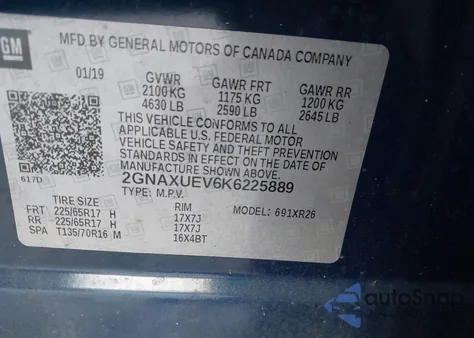 GM
MFD BY GENERAL MOTORS OF CANADA COMPANY
01/19 GVWR GAWR FRT GAWR RR
2100 KG 1175 KG 1200 KG
4630 LB 2590 LB 2645 LB
THIS VEHICLE CONFORMS TO ALL
APPLICABLE U.S. FEDERAL MOTOR
VEHICLE SAFETY AND THEFT
PREVENTION STANDARDS IN
EFFECT ON THE DATE OF
MANUFACTURE SHOWN ABOVE.
617D 2GNAXUEV6K6225889
TYPE: M.P.V.
TIRE SIZE RIM MODEL: 691XR26
FRT 225/65R17 H 17X7J
RR 225/65R17 H 17X7J
SPA T135/70R16 M 16X4BT
autoSnap